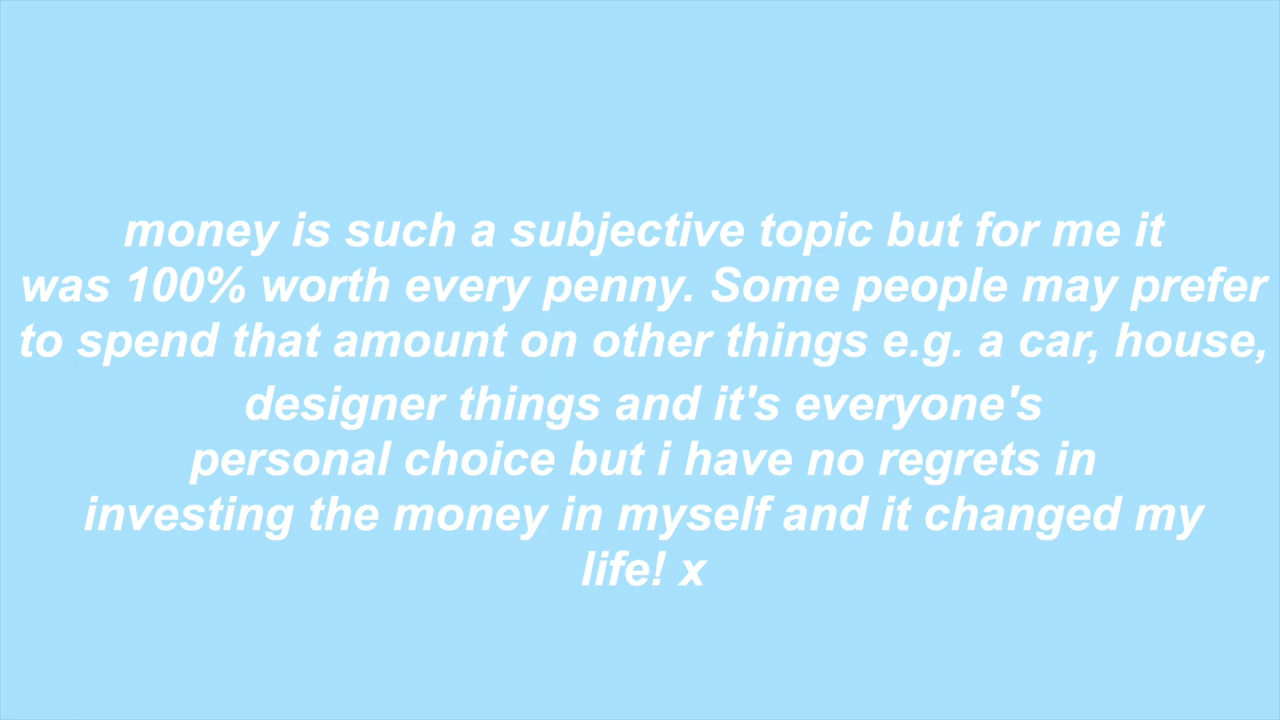 money is such a subjective topic but for me it
was 100% worth every penny. Some people may prefer
to spend that amount on other things e.g. a car, house,
designer things and it's everyone's
personal choice but i have no regrets in
investing the money in myself and it changed my
life! x